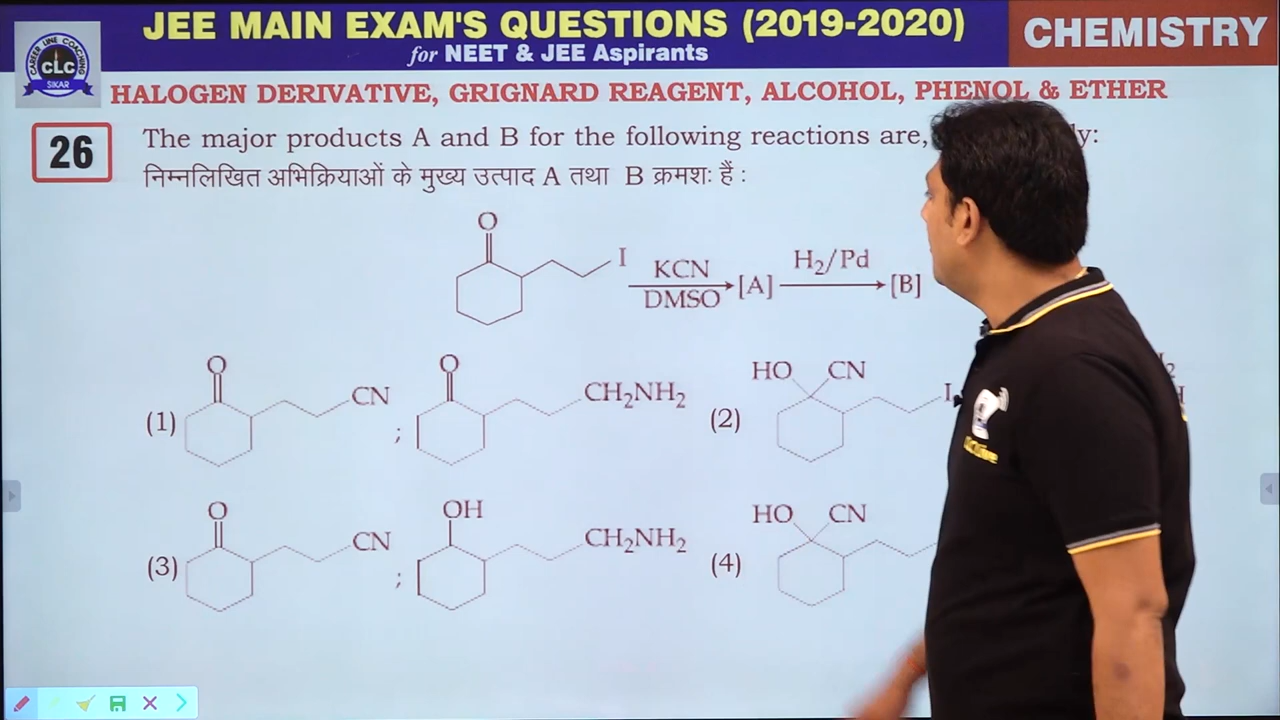 JEE MAIN EXAM'S QUESTIONS (2019-2020)
for NEET & JEE Aspirants
CHEMISTRY
CAREER LINE COACHING
CLC
SIKAR
HALOGEN DERIVATIVE, GRIGNARD REAGENT, ALCOHOL, PHENOL & ETHER
26
The major products A and B for the following reactions are,
निम्नलिखित अभिक्रियाओं के मुख्य उत्पाद A तथा B क्रमशः हैं :
O
I
KCN
DMSO
[A]
H₂/Pd
[B]
(1)
O
CN
;
O
CH₂NH₂
(2)
HO
CN
I
(3)
O
CN
;
OH
CH₂NH₂
(4)
HO
CN